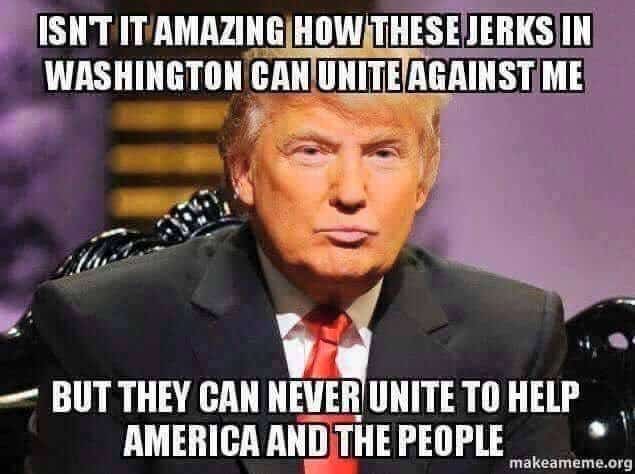 ISN'T IT AMAZING HOW THESE JERKS IN
WASHINGTON CAN UNITE AGAINST ME
BUT THEY CAN NEVER UNITE TO HELP
AMERICA AND THE PEOPLE
makeameme.org